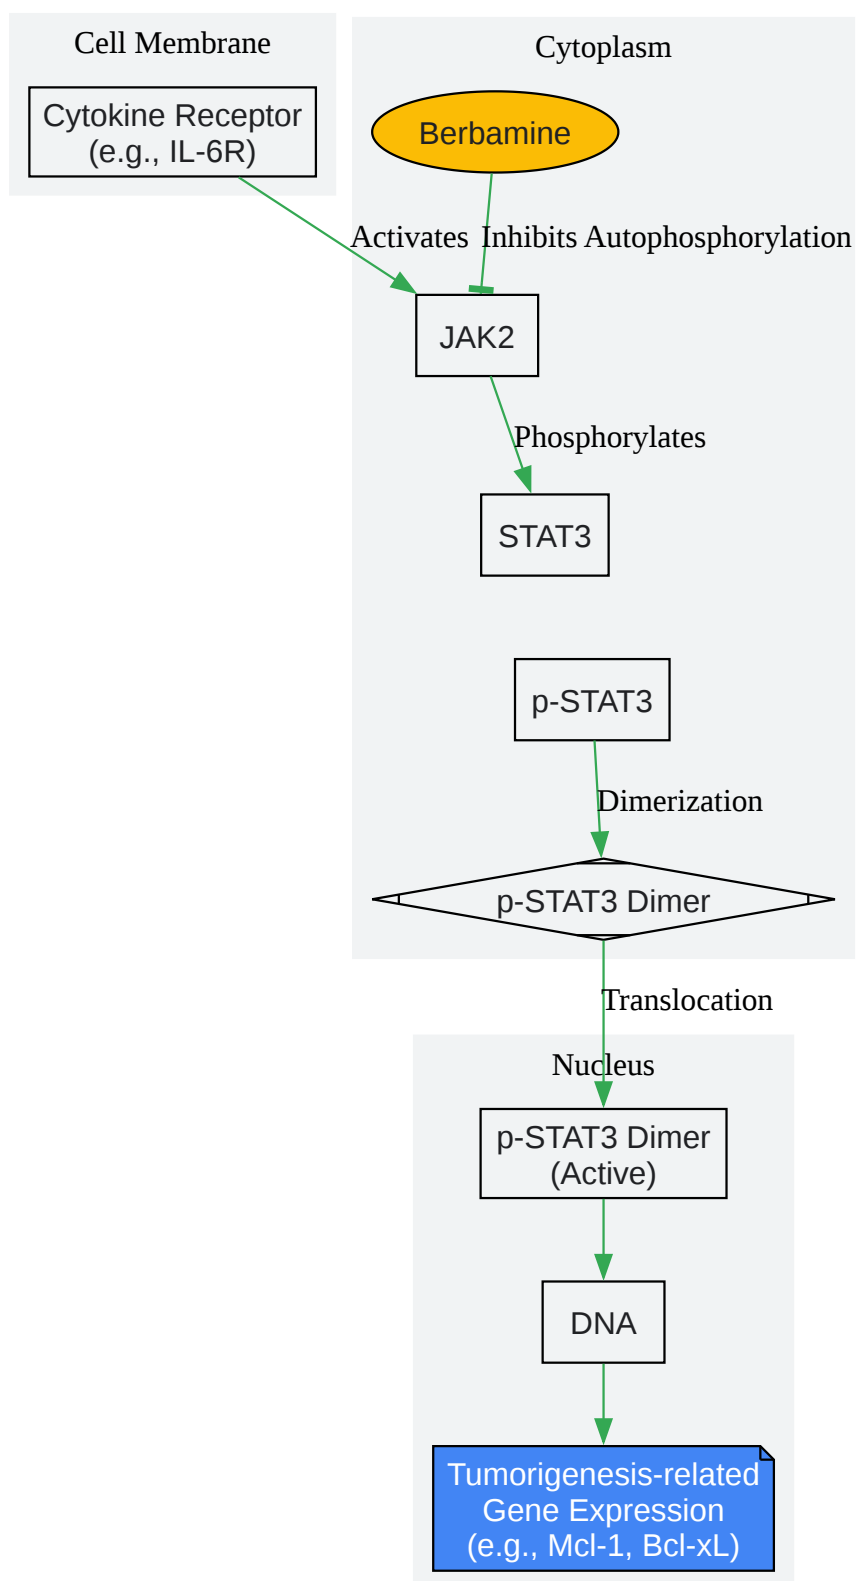 Cell Membrane
Cytoplasm
Cytokine Receptor
(e.g., IL-6R)
Berbamine
Activates
Inhibits Autophosphorylation
JAK2
Phosphorylates
STAT3
p-STAT3
Dimerization
p-STAT3 Dimer
Translocation
Nucleus
p-STAT3 Dimer
(Active)
DNA
Tumorigenesis-related
Gene Expression
(e.g., Mcl-1, Bcl-xL)